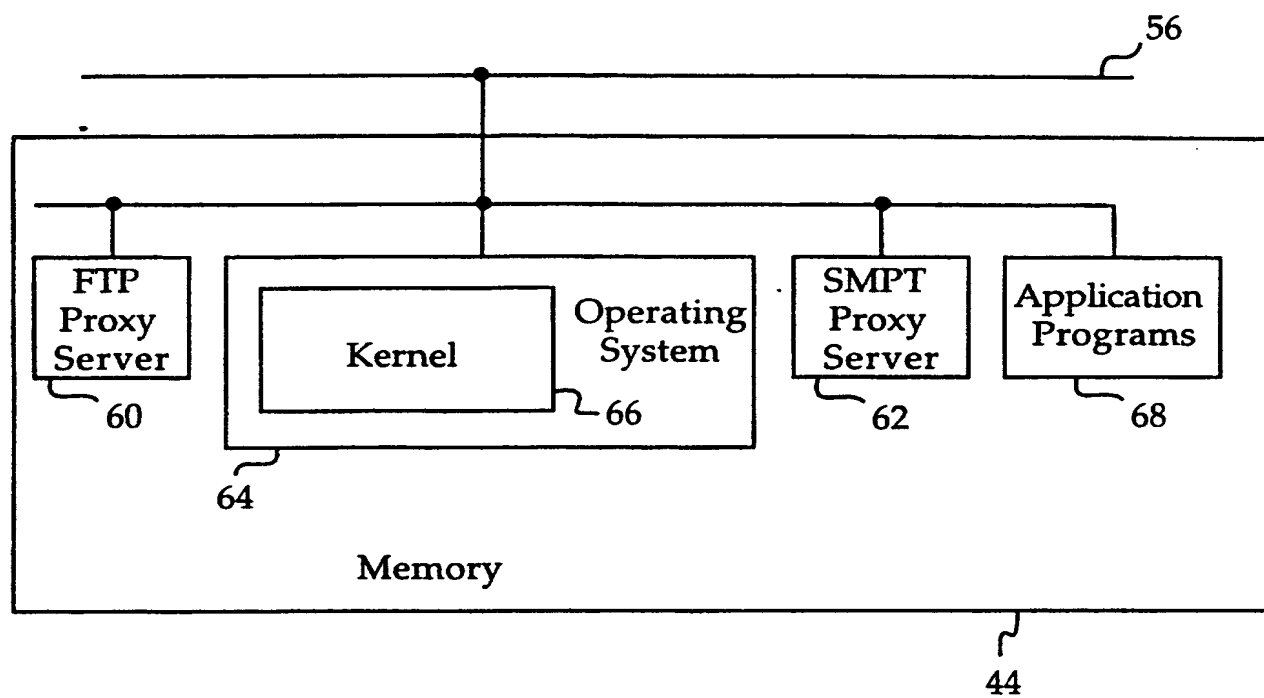 56
FTP
Proxy
Server
60
Kernel
66
Operating
System
64
SMPT
Proxy
Server
62
Application
Programs
68
Memory
44